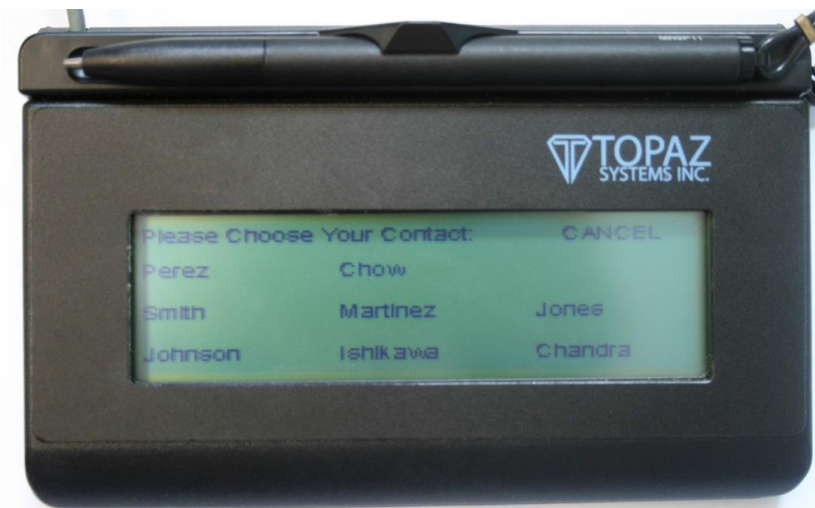 TOPAZ
SYSTEMS INC.
Please Choose Your Contact: CANCEL
Perez Chow
Smith Martinez Jones
Johnson Ishikawa Chandra